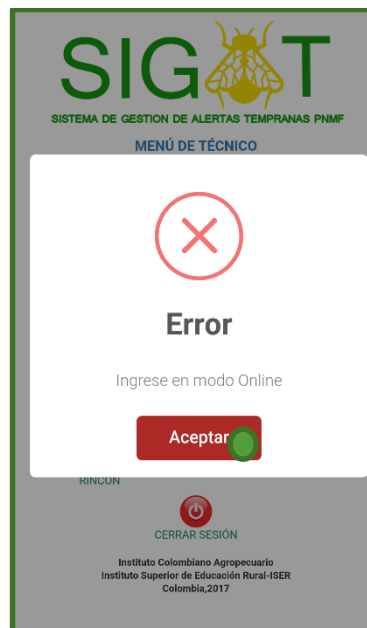 SIGAT
SISTEMA DE GESTION DE ALERTAS TEMPRANAS PNMF
MENÚ DE TÉCNICO
Error
Ingrese en modo Online
Aceptar
RINCON
CERRAR SESIÓN
Instituto Colombiano Agropecuario
Instituto Superior de Educación Rural-ISER
Colombia,2017